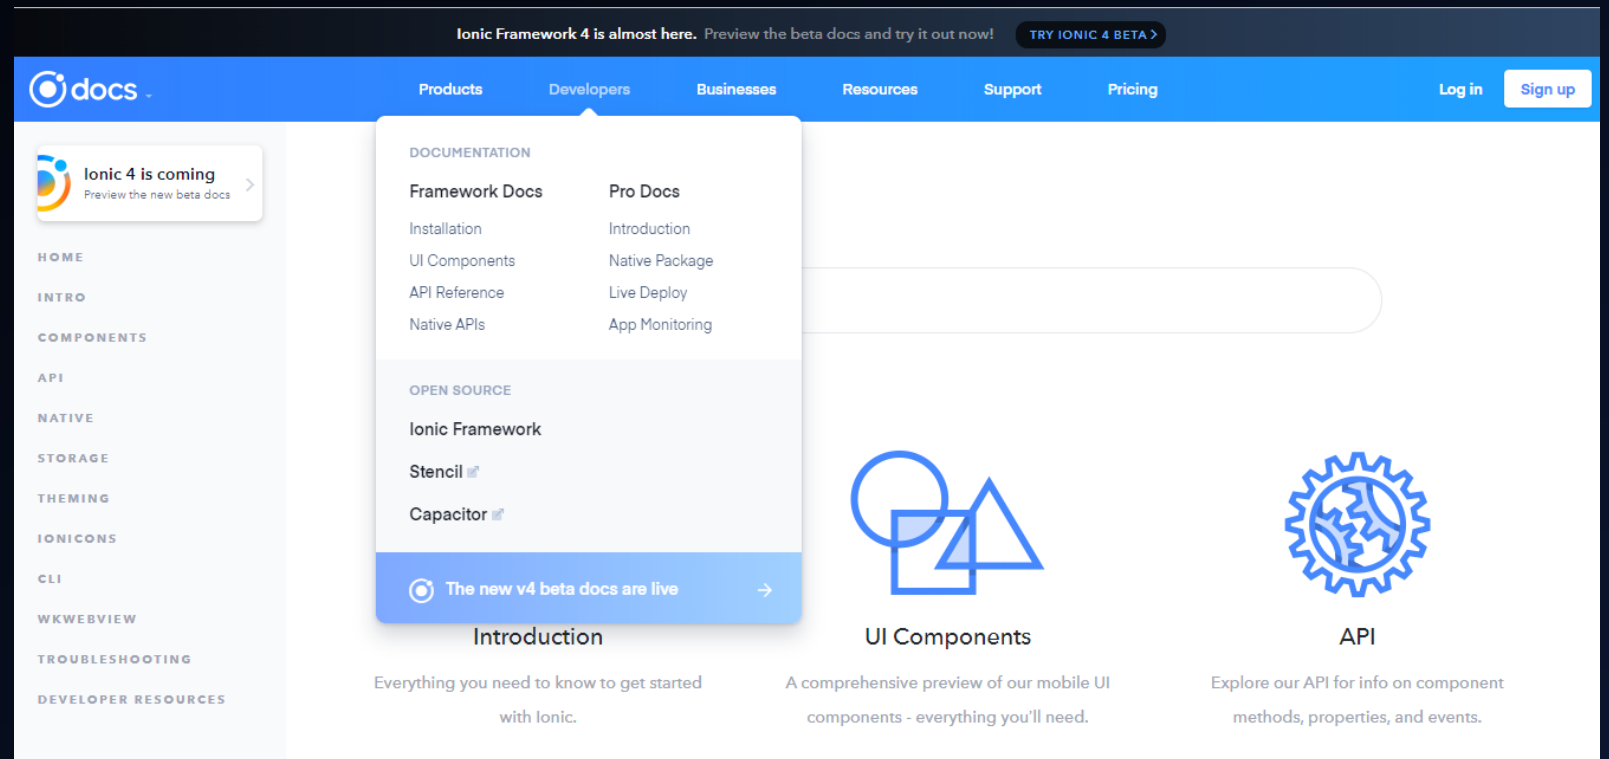 Ionic Framework 4 is almost here. Preview the beta docs and try it out now! TRY IONIC 4 BETA
docs
Products Developers Businesses Resources Support Pricing Log in Sign up
Ionic 4 is coming
Preview the new beta docs
HOME
INTRO
COMPONENTS
API
NATIVE
STORAGE
THEMING
IONICONS
CLI
WKWEBVIEW
TROUBLESHOOTING
DEVELOPER RESOURCES
DOCUMENTATION
Framework Docs
Installation
UI Components
API Reference
Native APIs
Pro Docs
Introduction
Native Package
Live Deploy
App Monitoring
OPEN SOURCE
Ionic Framework
Stencil
Capacitor
The new v4 beta docs are live
Introduction
Everything you need to know to get started
with Ionic.
UI Components
A comprehensive preview of our mobile UI
components - everything you'll need.
API
Explore our API for info on component
methods, properties, and events.